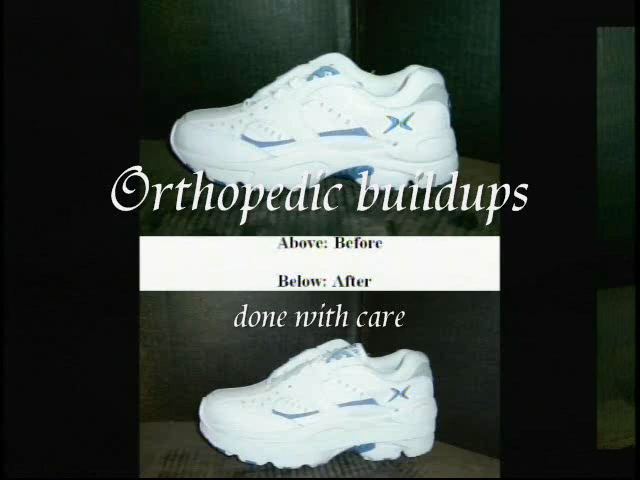 Orthopedic buildups
Above: Before
Below: After
done with care